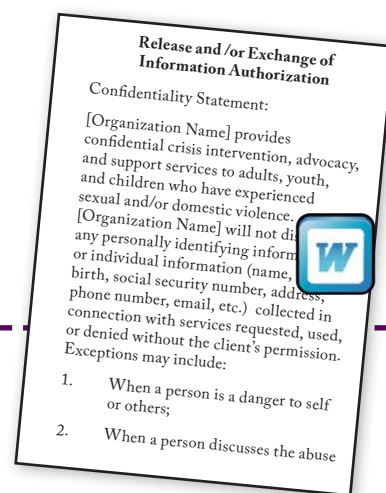 Release and/or Exchange of
Information Authorization
Confidentiality Statement:
[Organization Name] provides
confidential crisis intervention, advocacy,
and support services to adults, youth,
and children who have experienced
sexual and/or domestic violence.
[Organization Name] will not
any personally identifying
or individual information (name,
birth, social security number, address,
phone number, email, etc.) collected in
connection with services requested, used,
or denied without the client's permission.
Exceptions may include:
1. When a person is a danger to self
or others;
2. When a person discusses the abuse
W